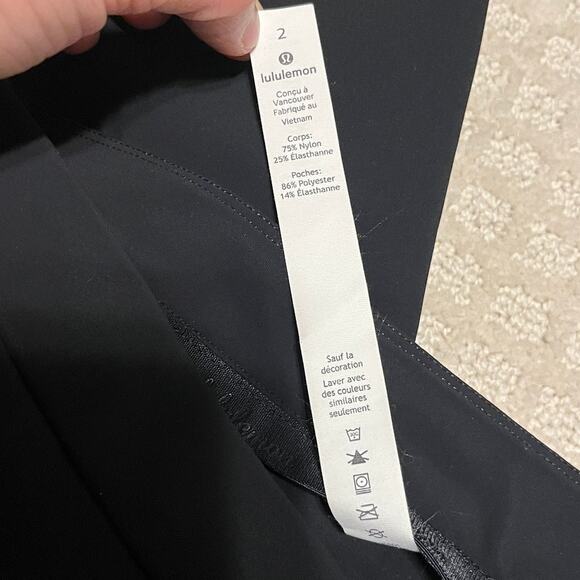 2
lululemon
Conçu à
Vancouver
Fabriqué au
Vietnam
Corps:
75% Nylon
25% Élasthanne
Poches:
86% Polyester
14% Élasthanne
Sauf la
décoration
Laver avec
des couleurs
similaires
seulement
30C